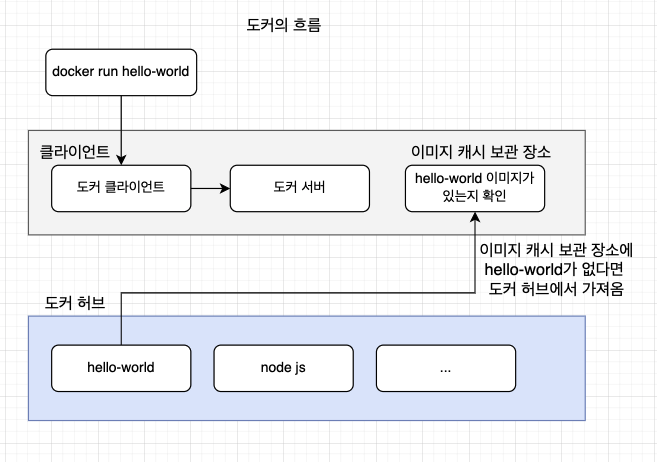 도커의 흐름
docker run hello-world
클라이언트
이미지 캐시 보관 장소
도커 클라이언트
도커 서버
hello-world 이미지가
있는지 확인
이미지 캐시 보관 장소에
hello-world가 없다면
도커 허브에서 가져옴
도커 허브
hello-world
node js
...